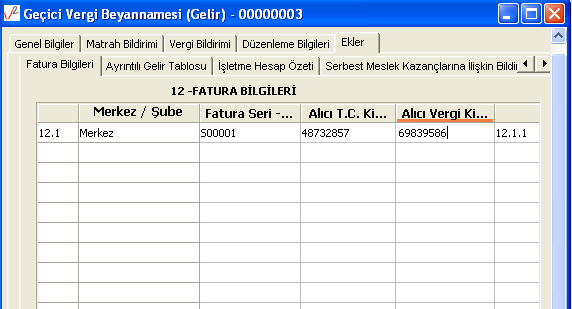 Geçici Vergi Beyannamesi (Gelir) - 00000003
Genel Bilgiler Matrah Bildirimi Vergi Bildirimi Düzenleme Bilgileri Ekler
Fatura Bilgileri Ayrıntılı Gelir Tablosu İşletme Hesap Özeti Serbest Meslek Kazançlarına İlişkin Bildi
12 -FATURA BİLGİLERİ
Merkez / Şube Fatura Seri -... Alıcı T.C. Ki... Alıcı Vergi Ki...
12.1 Merkez S00001 48732857 69839586 12.1.1